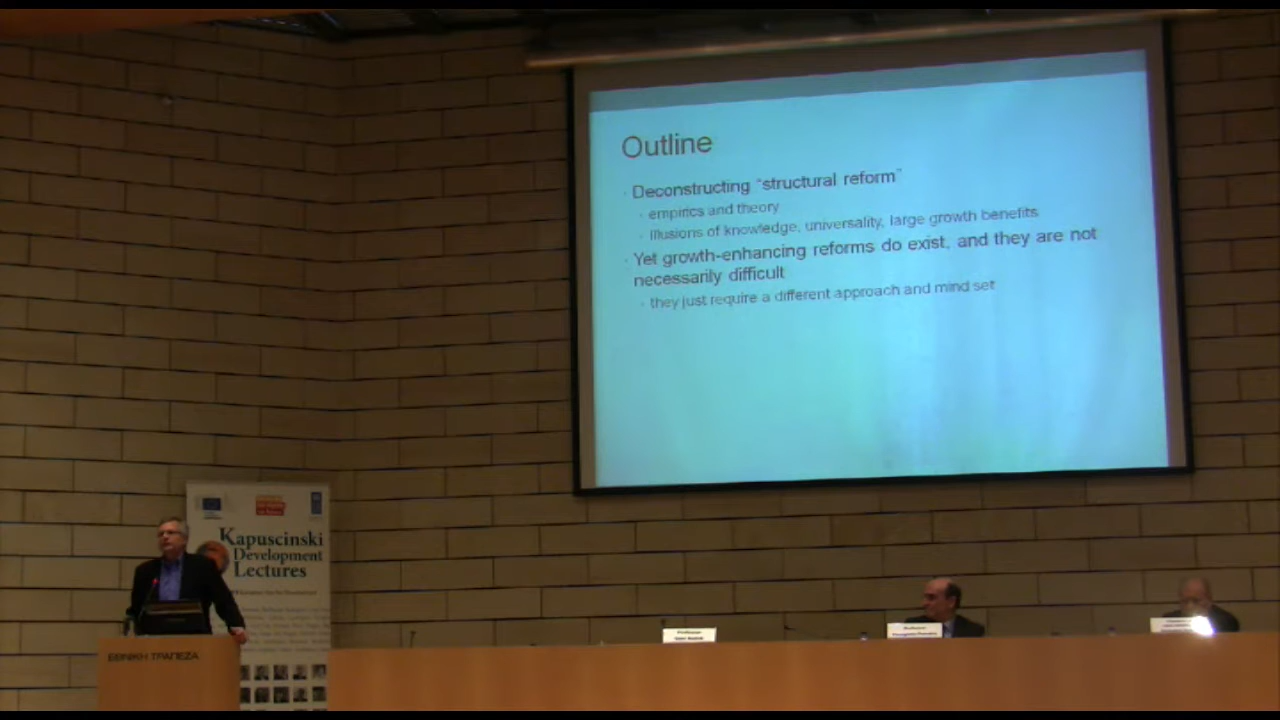 Outline
Deconstructing “structural reform”
empirics and theory
illusions of knowledge, universality, large growth benefits
Yet growth-enhancing reforms do exist, and they are not
necessarily difficult
they just require a different approach and mind set
Kapuscinski
Development
Lectures
ΕΘΝΙΚΗ ΤΡΑΠΕΖΑ
Professor
Professor